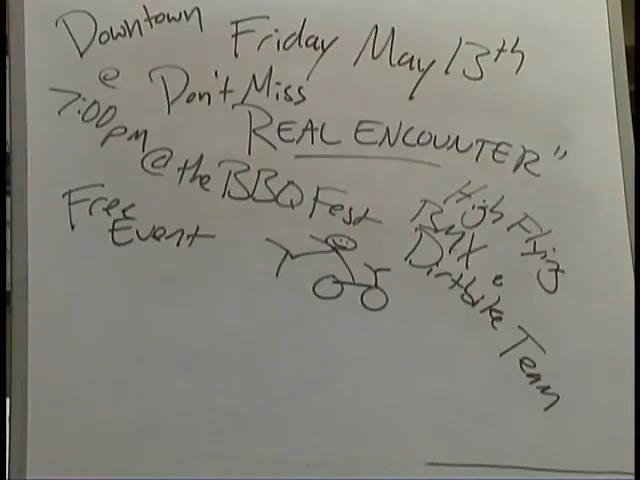 Downtown
Friday May 13th
@ 7:00pm
Don't Miss
REAL ENCOUNTER"
@ the BBQ Fest
Free
Event
High Flying
BMX &
Dirtbike Team